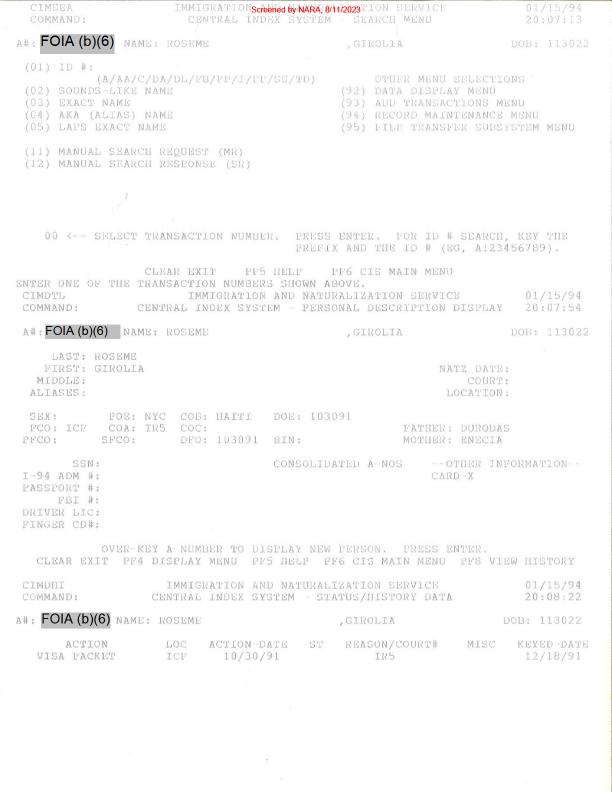 Screened by NARA, 8/11/2023
CIMSEA IMMIGRATION TION SERVICE 01/15/94
COMMAND: CENTRAL INDEX SYSTEM - SEARCH MENU 20:07:13
A#: FOIA (b)(6) NAME: ROSEME ,GIROLIA DOB: 113022
(01) ID #:
(A/AA/C/DA/DL/FB/FP/I/PP/SS/TD) OTHER MENU SELECTIONS
(02) SOUNDS-LIKE NAME (92) DATA DISPLAY MENU
(03) EXACT NAME (93) ADD TRANSACTIONS MENU
(04) AKA (ALIAS) NAME (94) RECORD MAINTENANCE MENU
(05) LAPS EXACT NAME (95) FILE TRANSFER SUBSYSTEM MENU
(11) MANUAL SEARCH REQUEST (MR)
(12) MANUAL SEARCH RESPONSE (SR)
00 <-- SELECT TRANSACTION NUMBER. PRESS ENTER. FOR ID # SEARCH, KEY THE
PREFIX AND THE ID # (EG, A123456789).
CLEAR EXIT PF5 HELP PF6 CIS MAIN MENU
ENTER ONE OF THE TRANSACTION NUMBERS SHOWN ABOVE.
CIMDTL IMMIGRATION AND NATURALIZATION SERVICE 01/15/94
COMMAND: CENTRAL INDEX SYSTEM - PERSONAL DESCRIPTION DISPLAY 20:07:54
A#: FOIA (b)(6) NAME: ROSEME ,GIROLIA DOB: 113022
LAST: ROSEME
FIRST: GIROLIA NATZ DATE:
MIDDLE: COURT:
ALIASES: LOCATION:
SEX: POE: NYC COB: HAITI DOE: 103091
FCO: ICF COA: IR5 COC: FATHER: DURODAS
PFCO: SFCO: DFO: 103091 BIN: MOTHER: ENECIA
SSN: CONSOLIDATED A-NOS --OTHER INFORMATION--
I-94 ADM #: CARD-X
PASSPORT #:
FBI #:
DRIVER LIC:
FINGER CD#:
OVER-KEY A-NUMBER TO DISPLAY NEW PERSON. PRESS ENTER.
CLEAR EXIT PF4 DISPLAY MENU PF5 HELP PF6 CIS MAIN MENU PF8 VIEW HISTORY
CIMDHI IMMIGRATION AND NATURALIZATION SERVICE 01/15/94
COMMAND: CENTRAL INDEX SYSTEM - STATUS/HISTORY DATA 20:08:22
A#: FOIA (b)(6) NAME: ROSEME ,GIROLIA DOB: 113022
ACTION LOC ACTION-DATE ST REASON/COURT# MISC KEYED-DATE
VISA PACKET ICF 10/30/91 IR5 12/18/91